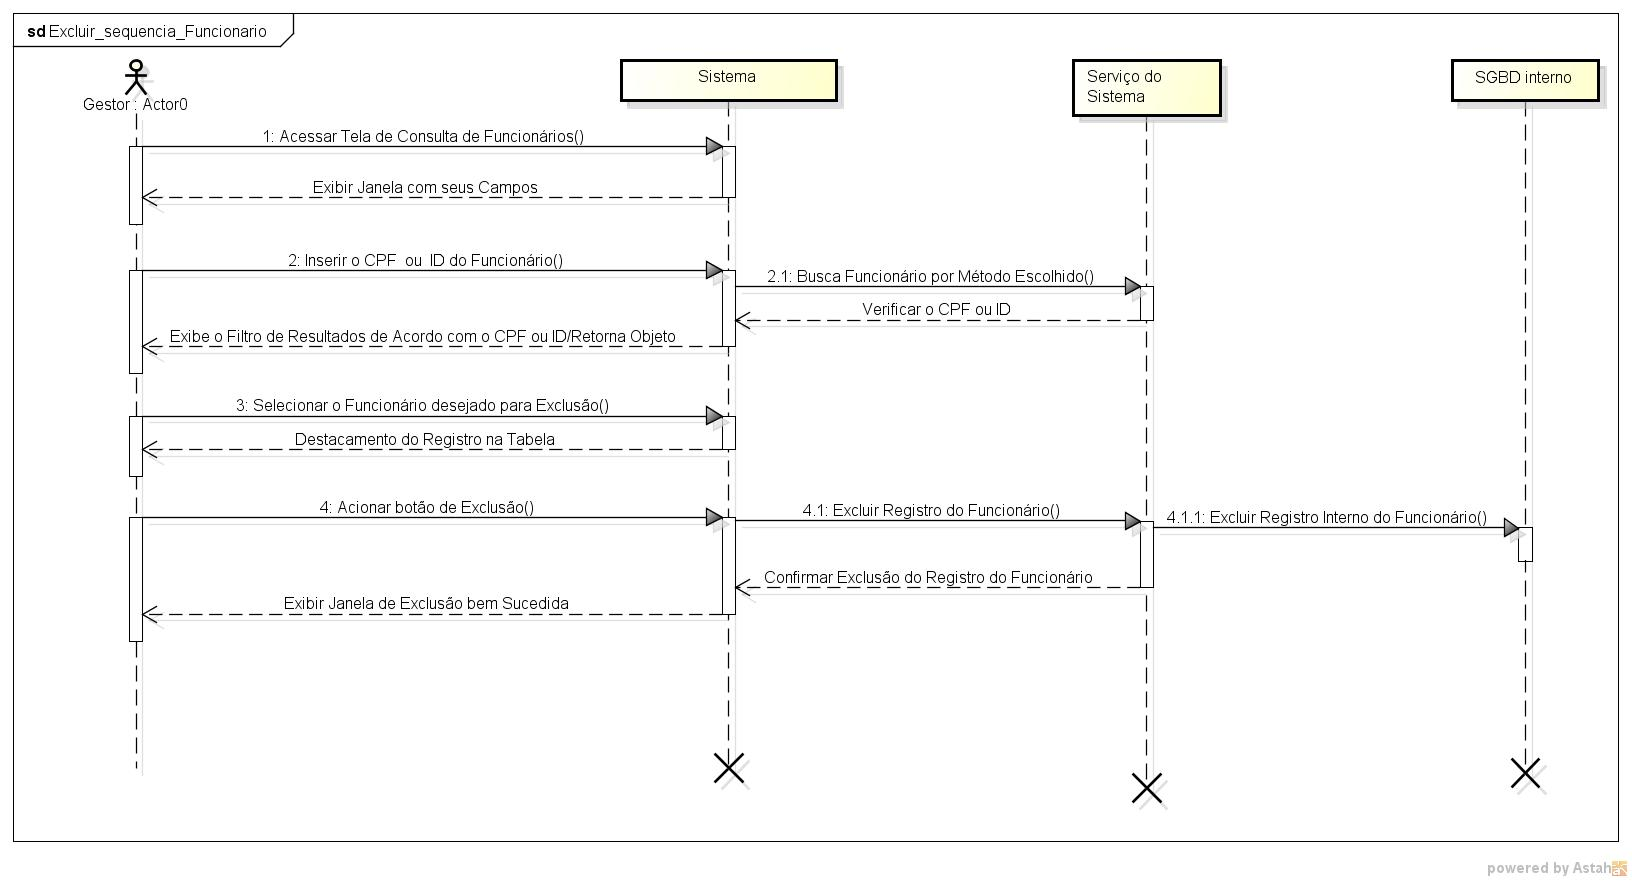 sd Excluir_sequencia_Funcionario
Gestor : Actor0
Sistema
Serviço do
Sistema
SGBD interno
1: Acessar Tela de Consulta de Funcionários()
Exibir Janela com seus Campos
2: Inserir o CPF ou ID do Funcionário()
2.1: Busca Funcionário por Método Escolhido()
Verificar o CPF ou ID
Exibe o Filtro de Resultados de Acordo com o CPF ou ID/Retorna Objeto
3: Selecionar o Funcionário desejado para Exclusão()
Destacamento do Registro na Tabela
4: Acionar botão de Exclusão()
4.1: Excluir Registro do Funcionário()
4.1.1: Excluir Registro Interno do Funcionário()
Confirmar Exclusão do Registro do Funcionário
Exibir Janela de Exclusão bem Sucedida
powered by Astah